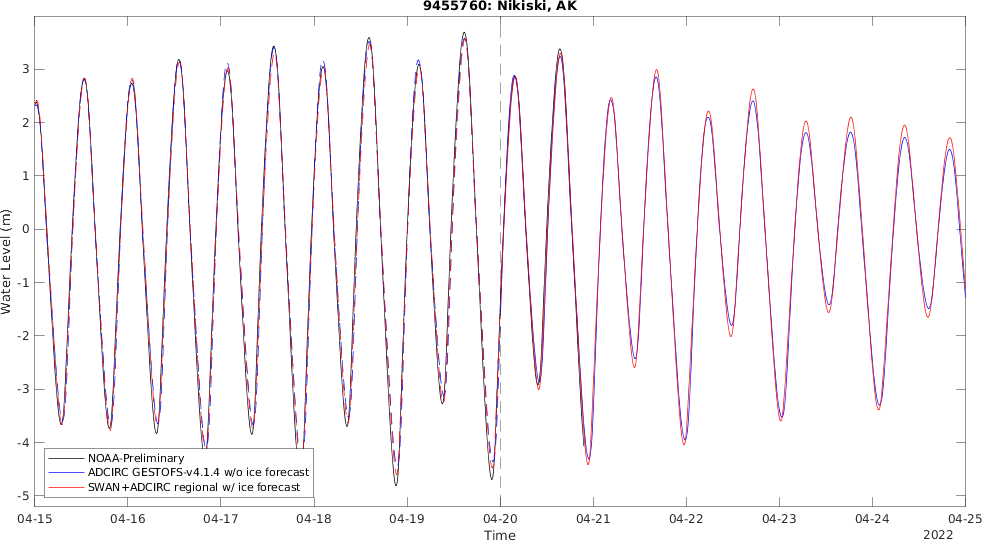 9455760: Nikiski, AK
Water Level (m)
3
2
1
0
-1
-2
-3
-4
-5
NOAA-Preliminary
ADCIRC GESTOFS-v4.1.4 w/o ice forecast
SWAN+ADCIRC regional w/ ice forecast
04-15 04-16 04-17 04-18 04-19 04-20 04-21 04-22 04-23 04-24 04-25
Time
2022